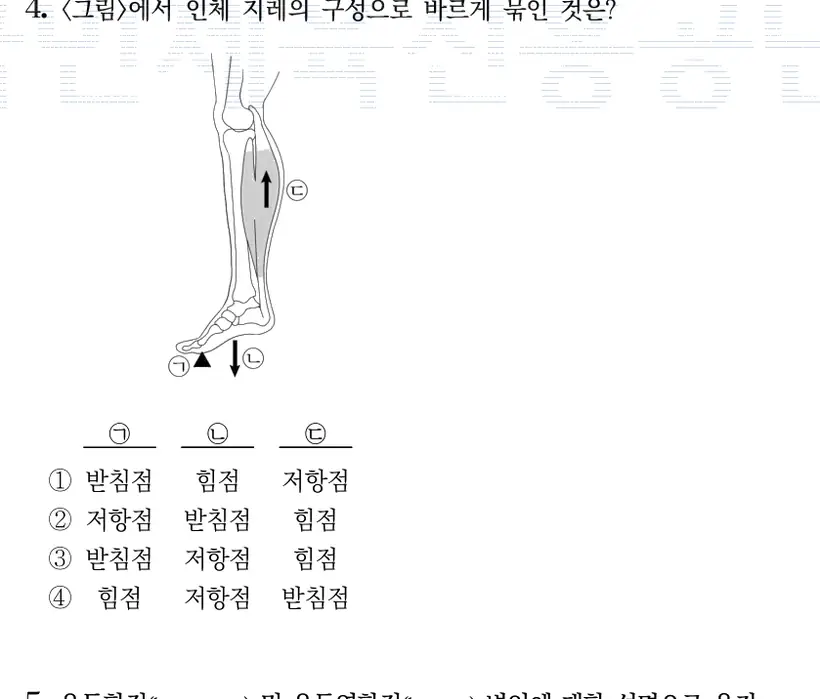 4. 〈그림〉에서 인체 지레의 구성으로 바르게 묶인 것은?
㉢
㉠ ㉡
㉠ ㉡ ㉢
① 받침점 힘점 저항점
② 저항점 받침점 힘점
③ 받침점 저항점 힘점
④ 힘점 저항점 받침점